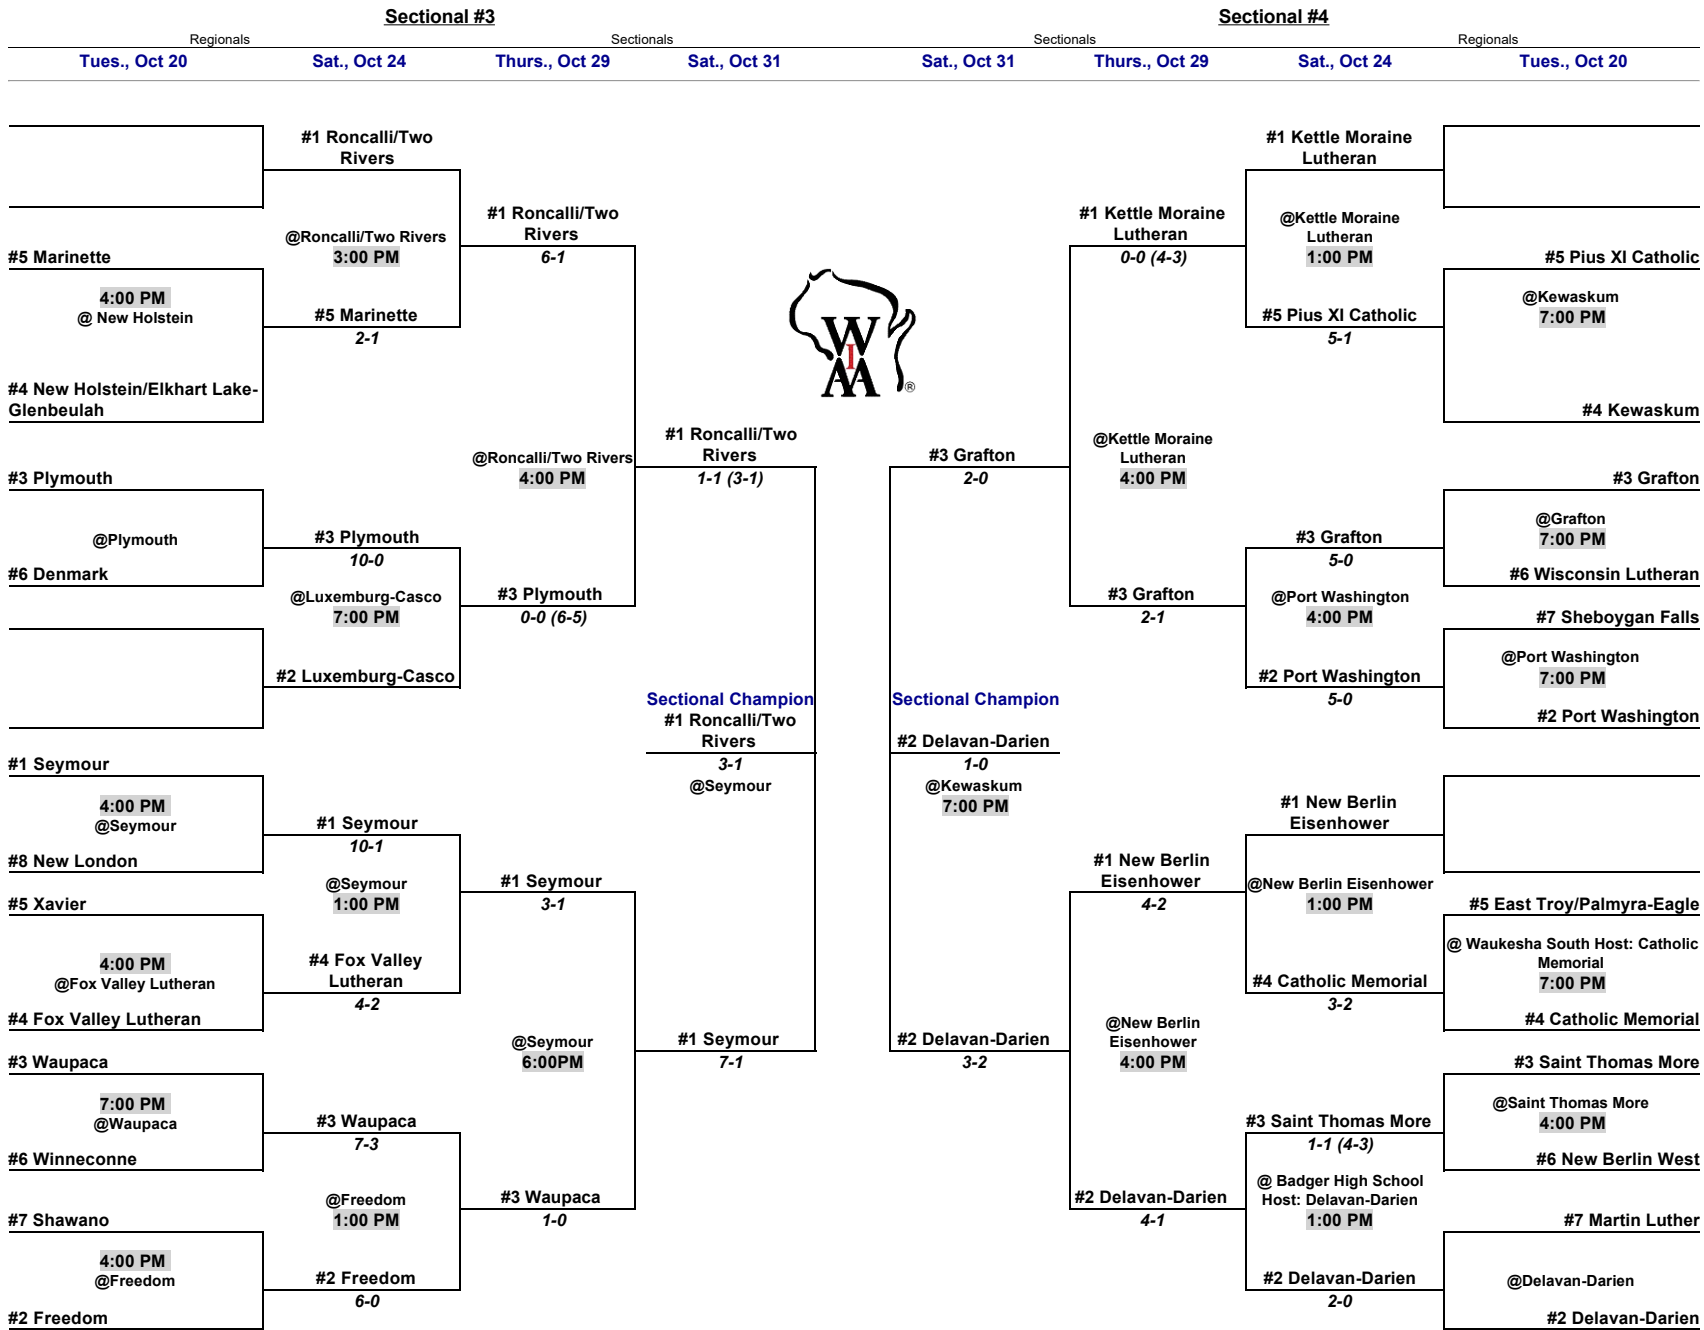 Sectional #3
Sectional #4
Regionals
Sectionals
Sectionals
Regionals
Tues., Oct 20
Sat., Oct 24
Thurs., Oct 29
Sat., Oct 31
Sat., Oct 31
Thurs., Oct 29
Sat., Oct 24
Tues., Oct 20
#1 Roncalli/Two
Rivers
@Roncalli/Two Rivers
3:00 PM
#5 Marinette
4:00 PM
@ New Holstein
#5 Marinette
2-1
#4 New Holstein/Elkhart Lake-
Glenbeulah
#1 Roncalli/Two
Rivers
6-1
@Roncalli/Two Rivers
4:00 PM
#3 Plymouth
@Plymouth
#6 Denmark
#3 Plymouth
10-0
@Luxemburg-Casco
7:00 PM
#3 Plymouth
0-0 (6-5)
#2 Luxemburg-Casco
#1 Roncalli/Two
Rivers
1-1 (3-1)
Sectional Champion
#1 Roncalli/Two
Rivers
3-1
@Seymour
#1 Seymour
4:00 PM
@Seymour
#8 New London
#1 Seymour
10-1
@Seymour
1:00 PM
#5 Xavier
4:00 PM
@Fox Valley Lutheran
#4 Fox Valley Lutheran
#4 Fox Valley
Lutheran
4-2
#1 Seymour
3-1
@Seymour
6:00PM
#1 Seymour
7-1
#3 Waupaca
7:00 PM
@Waupaca
#6 Winneconne
#3 Waupaca
7-3
@Freedom
1:00 PM
#3 Waupaca
1-0
#7 Shawano
4:00 PM
@Freedom
#2 Freedom
#2 Freedom
6-0
W
I
AA
®
#1 Kettle Moraine
Lutheran
@Kettle Moraine
Lutheran
1:00 PM
#1 Kettle Moraine
Lutheran
0-0 (4-3)
#5 Pius XI Catholic
@Kewaskum
7:00 PM
#5 Pius XI Catholic
5-1
#4 Kewaskum
@Kettle Moraine
Lutheran
4:00 PM
#3 Grafton
2-0
#3 Grafton
@Grafton
7:00 PM
#6 Wisconsin Lutheran
#3 Grafton
5-0
@Port Washington
4:00 PM
#3 Grafton
2-1
#7 Sheboygan Falls
@Port Washington
7:00 PM
#2 Port Washington
#2 Port Washington
5-0
Sectional Champion
#2 Delavan-Darien
1-0
@Kewaskum
7:00 PM
#1 New Berlin
Eisenhower
@New Berlin Eisenhower
1:00 PM
#1 New Berlin
Eisenhower
4-2
#5 East Troy/Palmyra-Eagle
@ Waukesha South Host: Catholic
Memorial
7:00 PM
#4 Catholic Memorial
#4 Catholic Memorial
3-2
@New Berlin
Eisenhower
4:00 PM
#2 Delavan-Darien
3-2
#3 Saint Thomas More
@Saint Thomas More
4:00 PM
#6 New Berlin West
#3 Saint Thomas More
1-1 (4-3)
@ Badger High School
Host: Delavan-Darien
1:00 PM
#2 Delavan-Darien
4-1
#7 Martin Luther
@Delavan-Darien
#2 Delavan-Darien
#2 Delavan-Darien
2-0